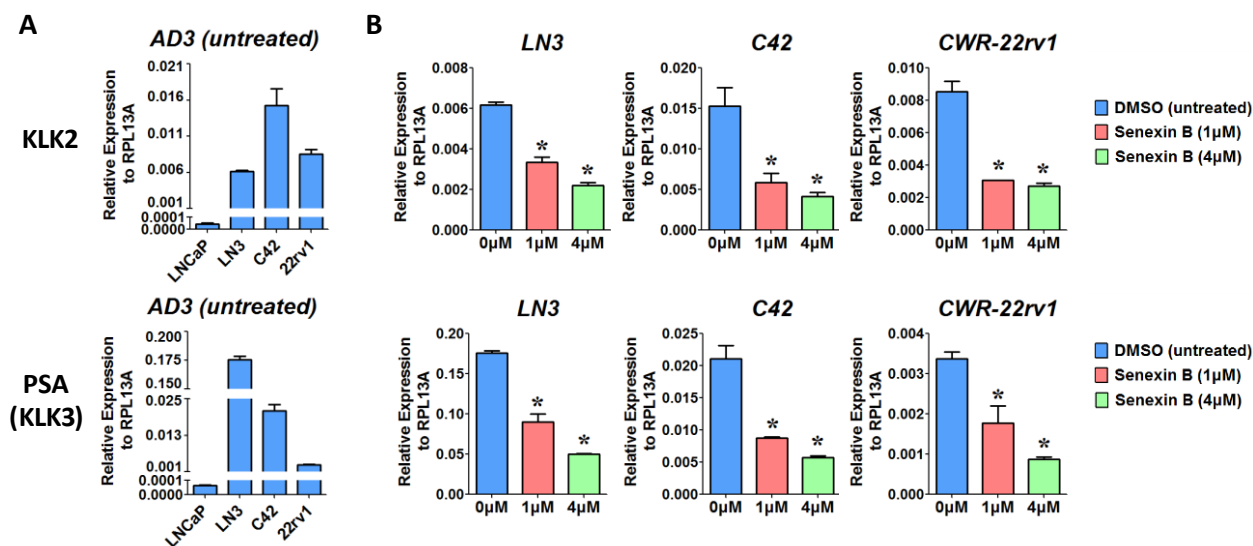 A
B
AD3 (untreated)
KLK2
Relative Expression
to RPL13A
0.021
0.016
0.011
0.006
0.001
0.0001
0.0000
LNCaP
LN3
C42
22rv1
LN3
Relative Expression
to RPL13A
0.008
0.006
0.004
0.002
0.000
* *
0µM 1µM 4µM
C42
Relative Expression
to RPL13A
0.020
0.015
0.010
0.005
0.000
* *
0µM 1µM 4µM
CWR-22rv1
Relative Expression
to RPL13A
0.010
0.008
0.006
0.004
0.002
0.000
* *
0µM 1µM 4µM
DMSO (untreated)
Senexin B (1µM)
Senexin B (4µM)
AD3 (untreated)
PSA
(KLK3)
Relative Expression
to RPL13A
0.200
0.175
0.150
0.025
0.013
0.001
0.0001
0.0000
LNCaP
LN3
C42
22rv1
LN3
Relative Expression
to RPL13A
0.20
0.15
0.10
0.05
0.00
* *
0µM 1µM 4µM
C42
Relative Expression
to RPL13A
0.025
0.020
0.015
0.010
0.005
0.000
* *
0µM 1µM 4µM
CWR-22rv1
Relative Expression
to RPL13A
0.004
0.003
0.002
0.001
0.000
* *
0µM 1µM 4µM
DMSO (untreated)
Senexin B (1µM)
Senexin B (4µM)